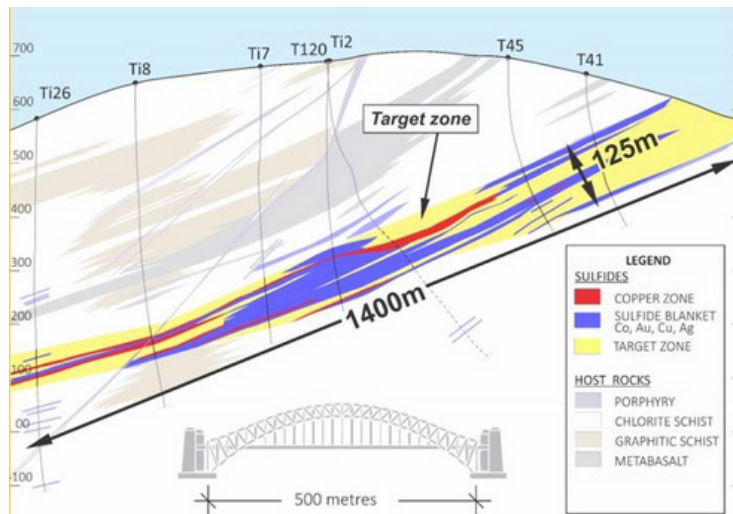 Ti26
Ti8
Ti7
T120
Ti2
T45
T41
700
600
500
400
300
200
100
00
-100
Target zone
125m
1400m
500 metres
LEGEND
SULFIDES
COPPER ZONE
SULFIDE BLANKET
Co, Au, Cu, Ag
TARGET ZONE
HOST ROCKS
PORPHYRY
CHLORITE SCHIST
GRAPHITIC SCHIST
METABASALT